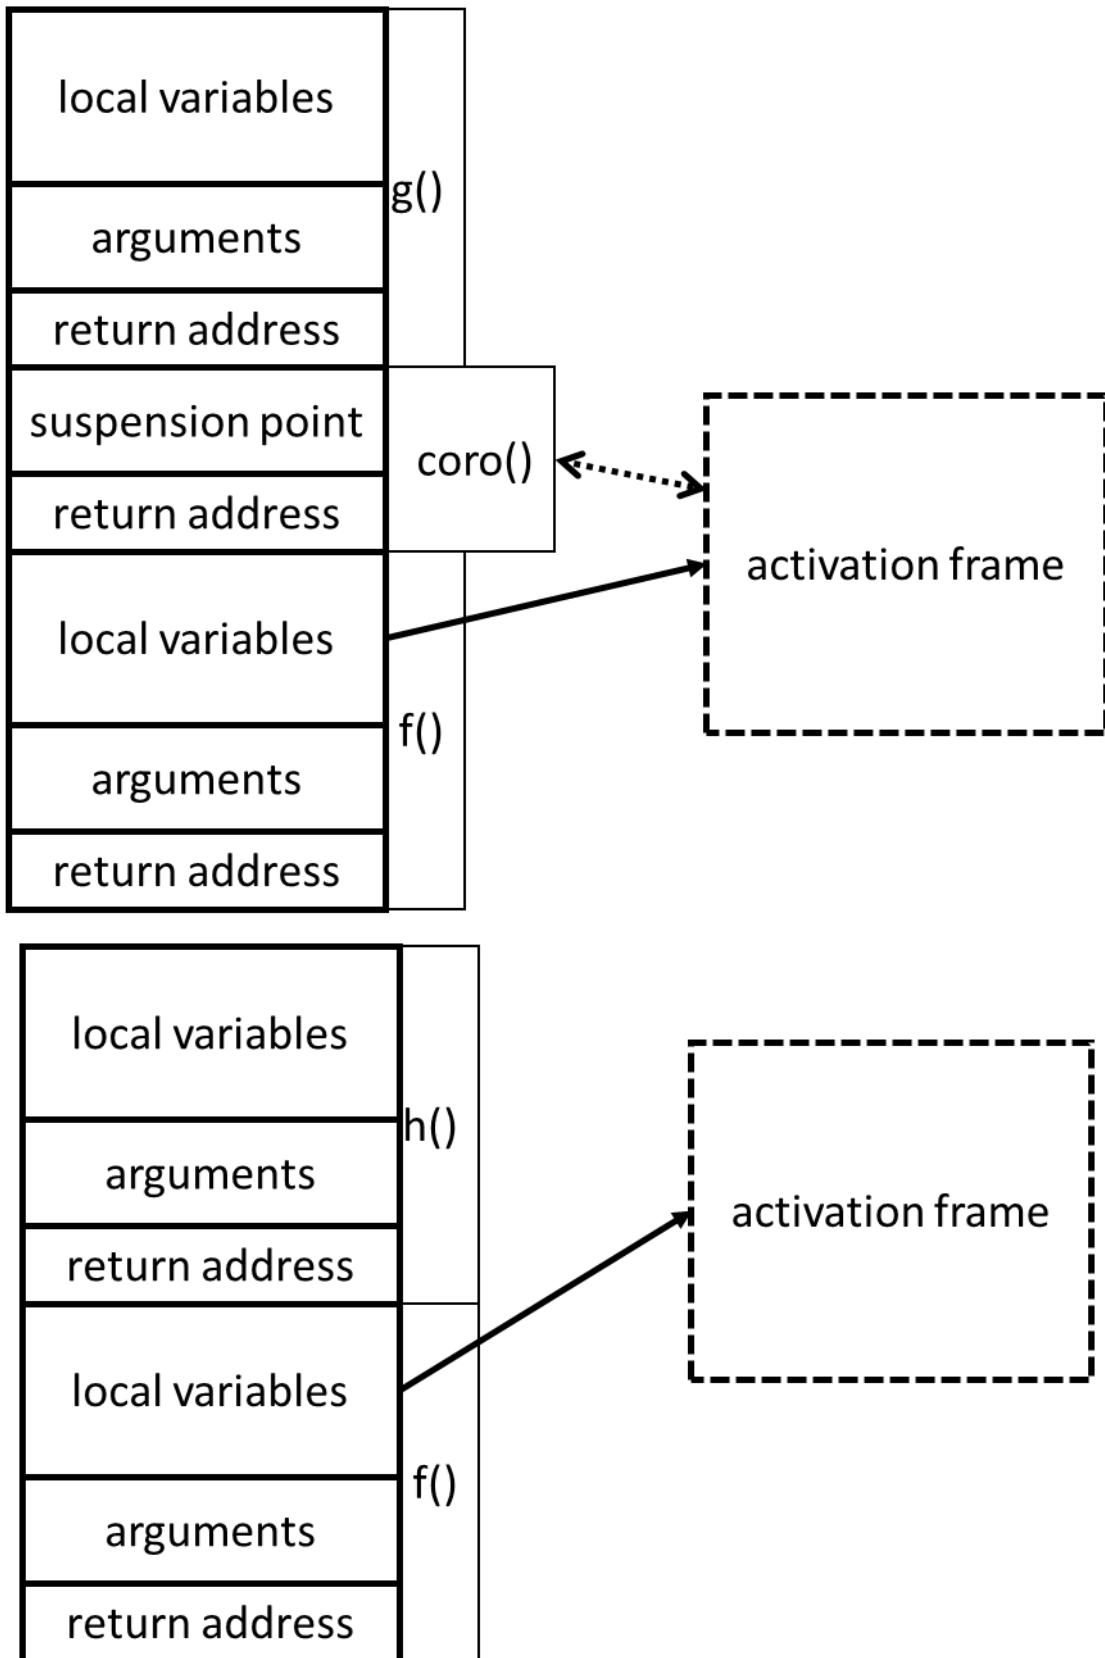 local variables
g()
arguments
return address
suspension point
coro()
return address
activation frame
local variables
f()
arguments
return address
local variables
h()
arguments
return address
activation frame
local variables
f()
arguments
return address